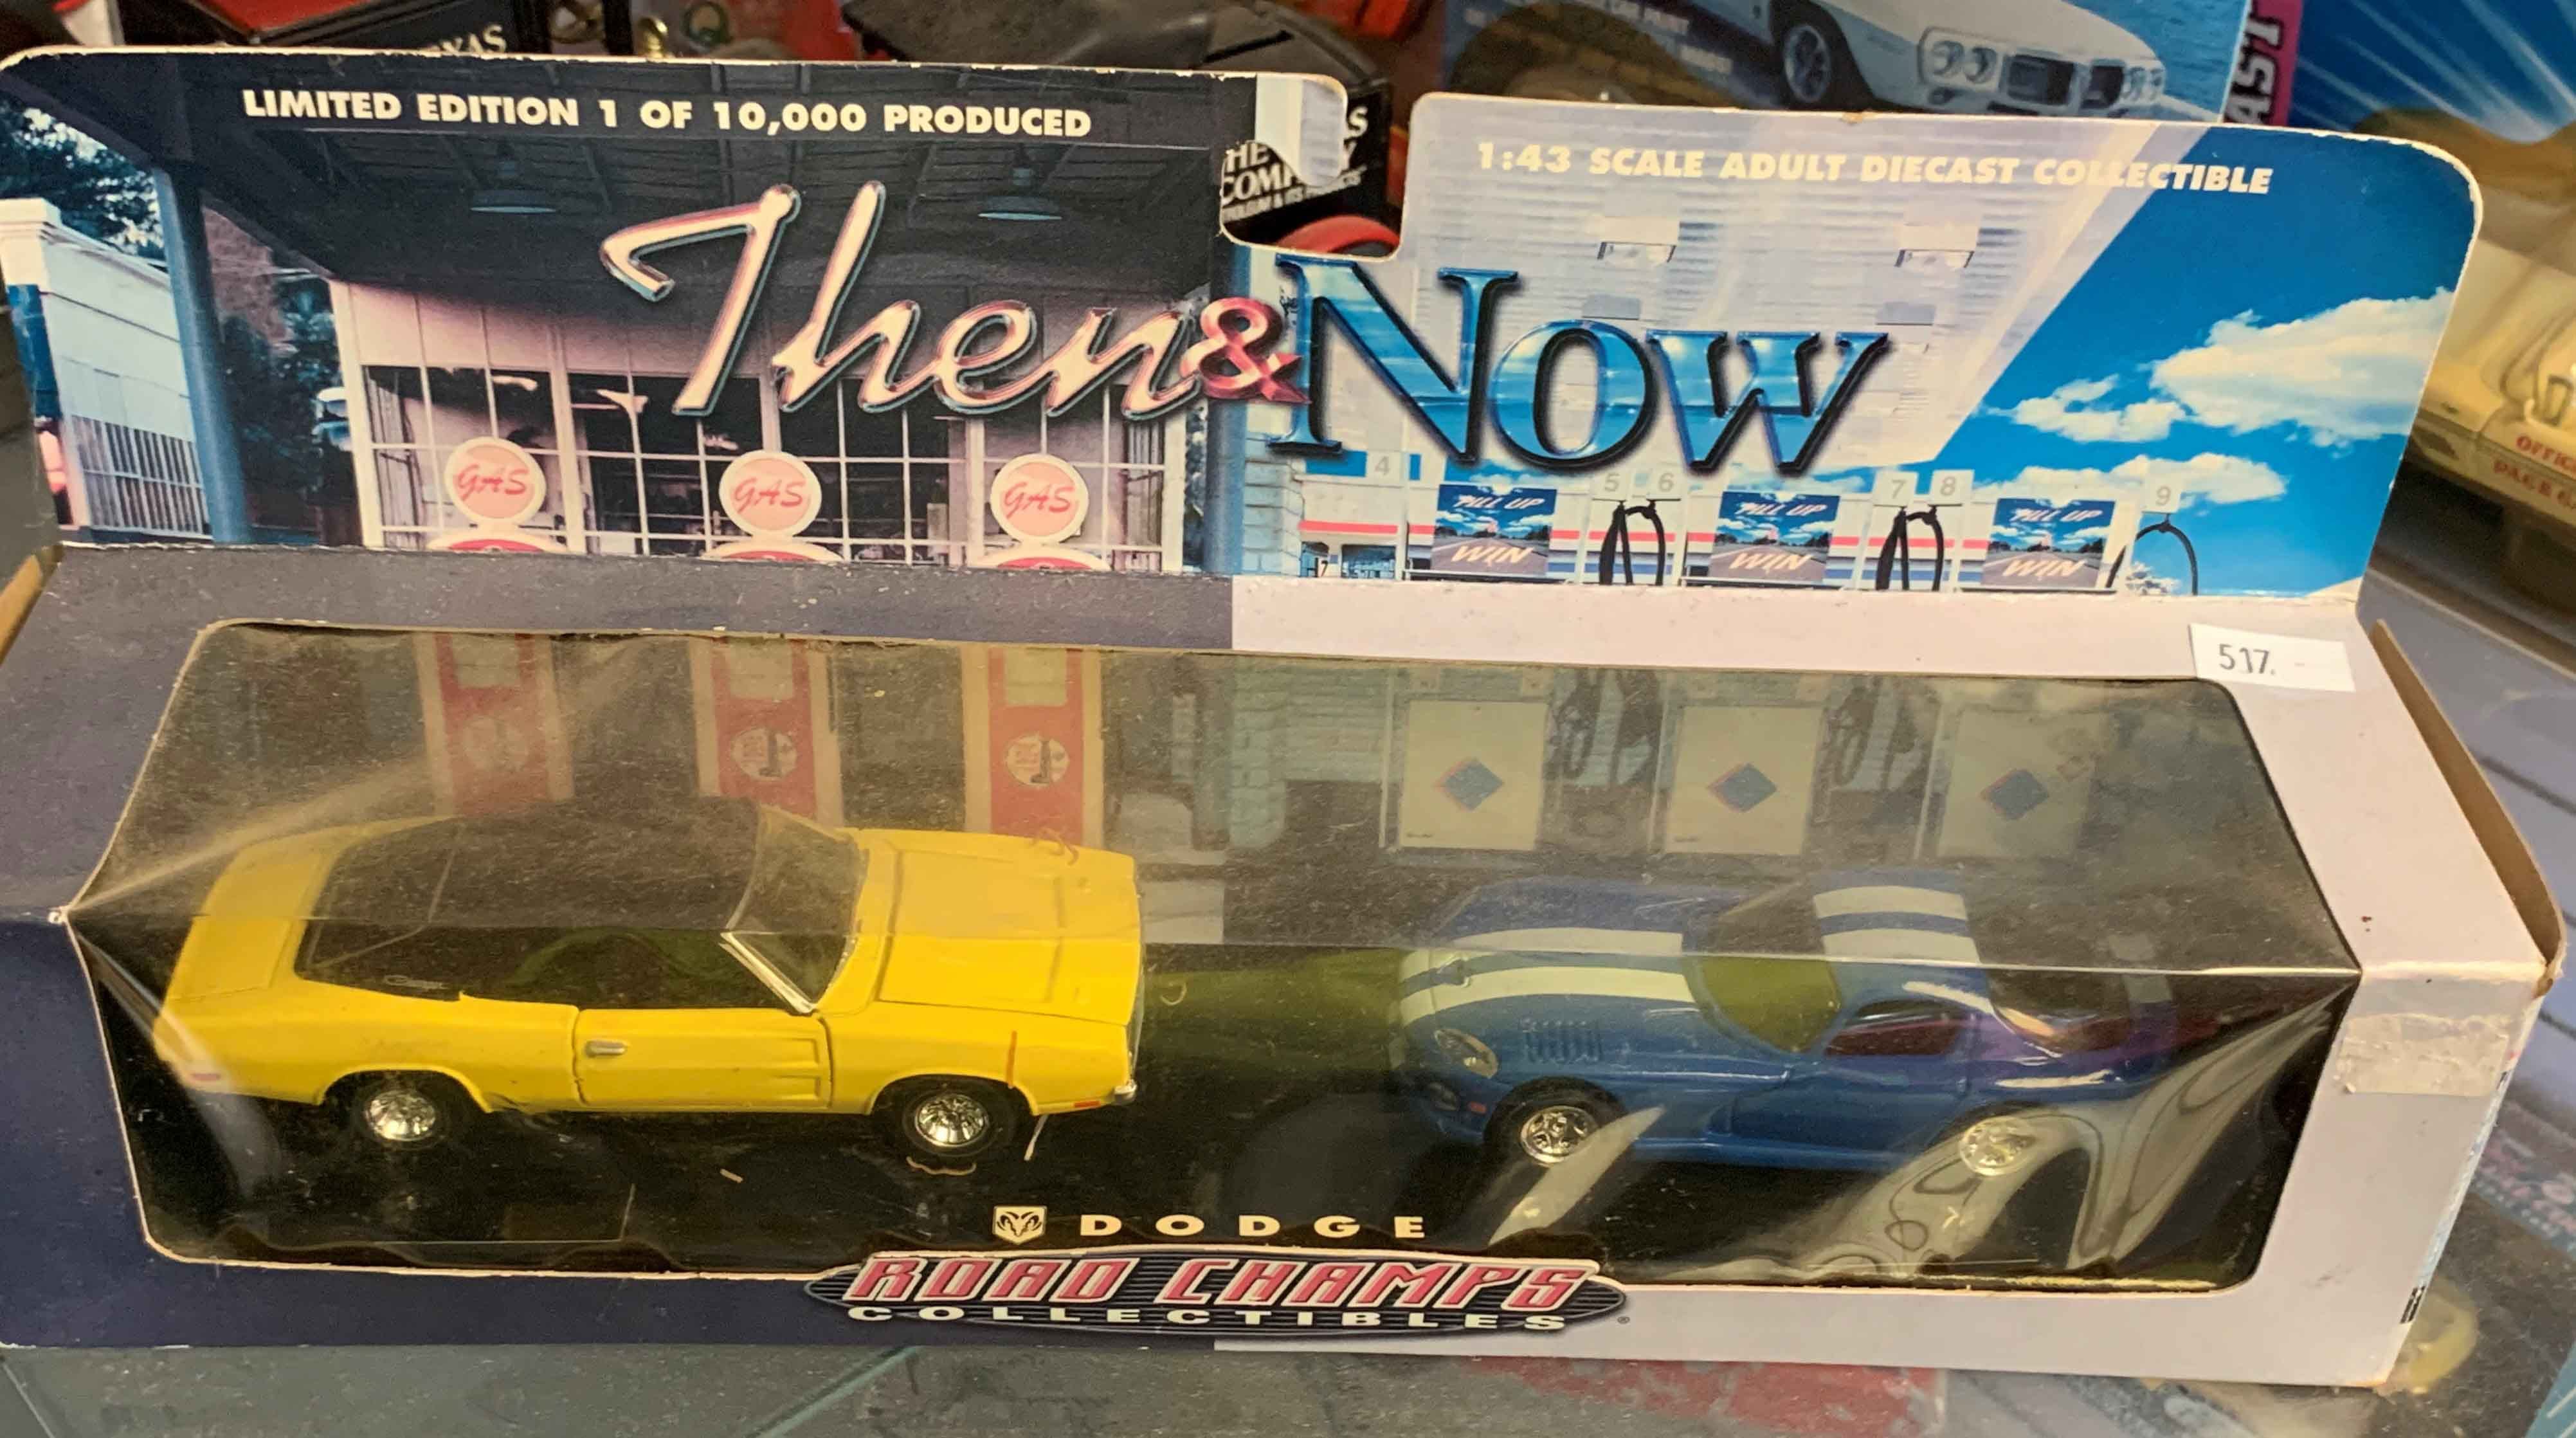 LIMITED EDITION 1 OF 10,000 PRODUCED
1:43 SCALE ADULT DIECAST COLLECTIBLE
Then & Now
GAS
GAS
GAS
4
5
6
7
8
9
FILL UP
WIN
FILL UP
WIN
FILL UP
WIN
517.-
Charger
DODGE
ROAD CHAMPS
COLLECTIBLES